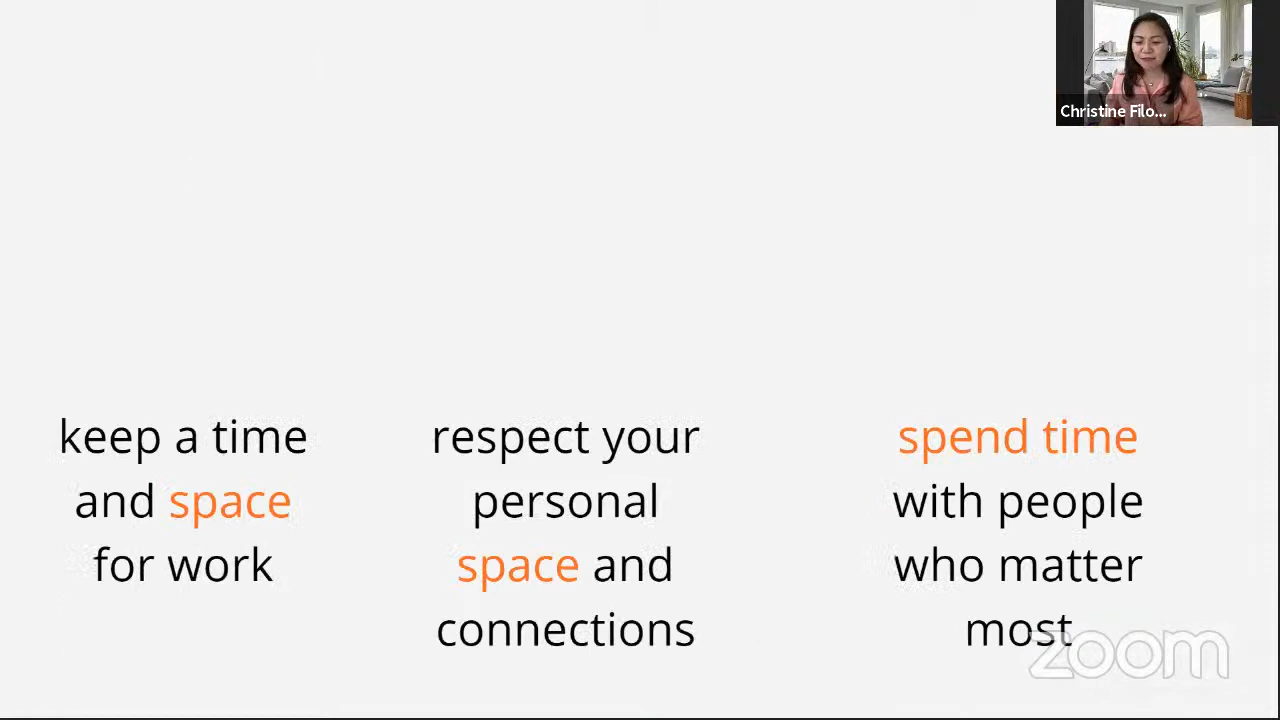 Christine Filo...
keep a time
and space
for work
respect your
personal
space and
connections
spend time
with people
who matter
most
zoom